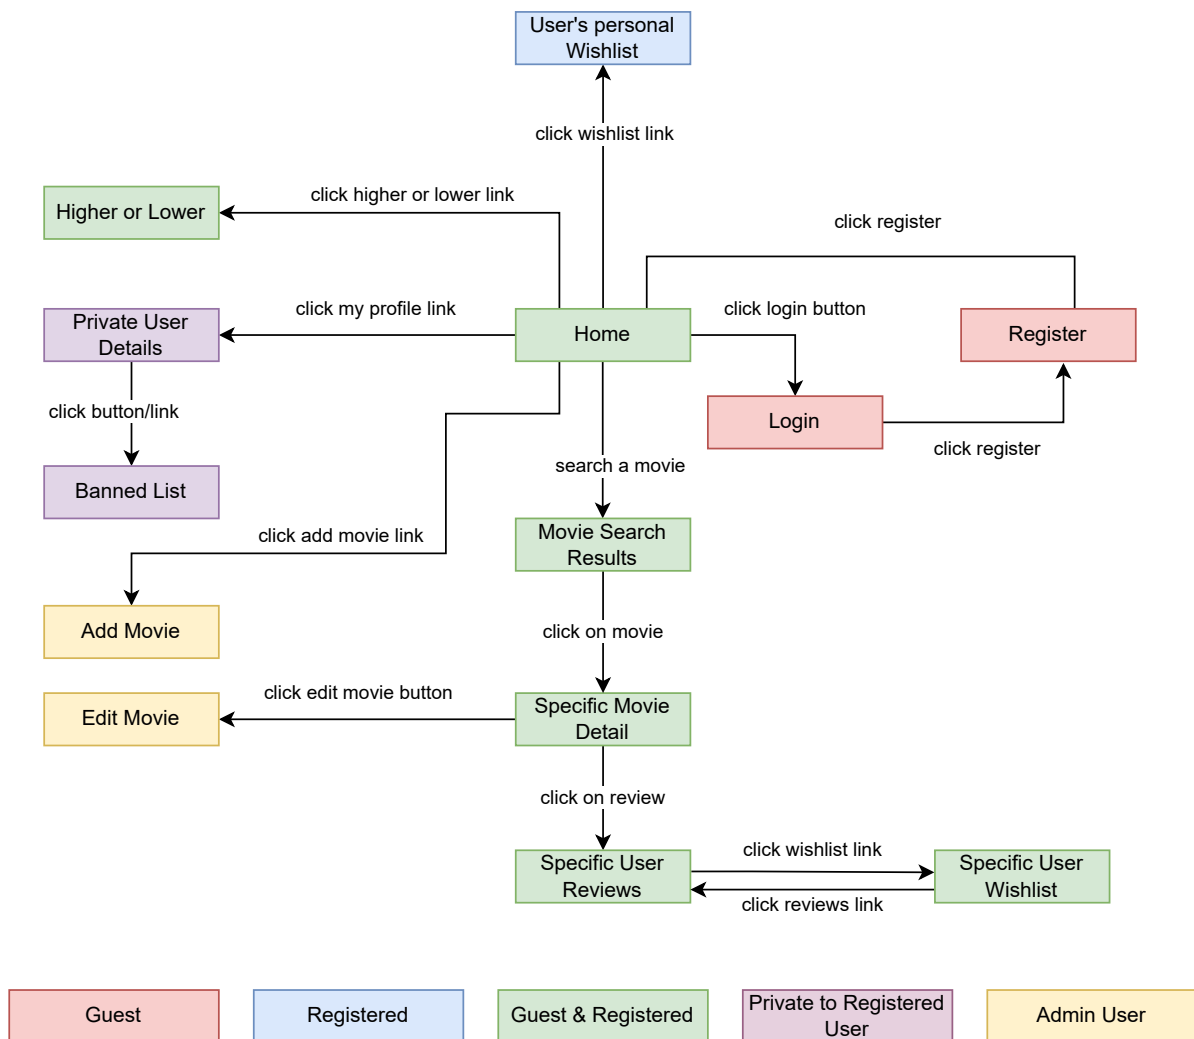 User's personal
Wishlist
click wishlist link
click higher or lower link
Higher or Lower
click register
Private User
Details
click my profile link
Home
click login button
Register
click button/link
Login
click register
Banned List
search a movie
click add movie link
Movie Search
Results
Add Movie
click on movie
Edit Movie
click edit movie button
Specific Movie
Detail
click on review
Specific User
Reviews
click wishlist link
click reviews link
Specific User
Wishlist
Guest
Registered
Guest & Registered
Private to Registered
User
Admin User